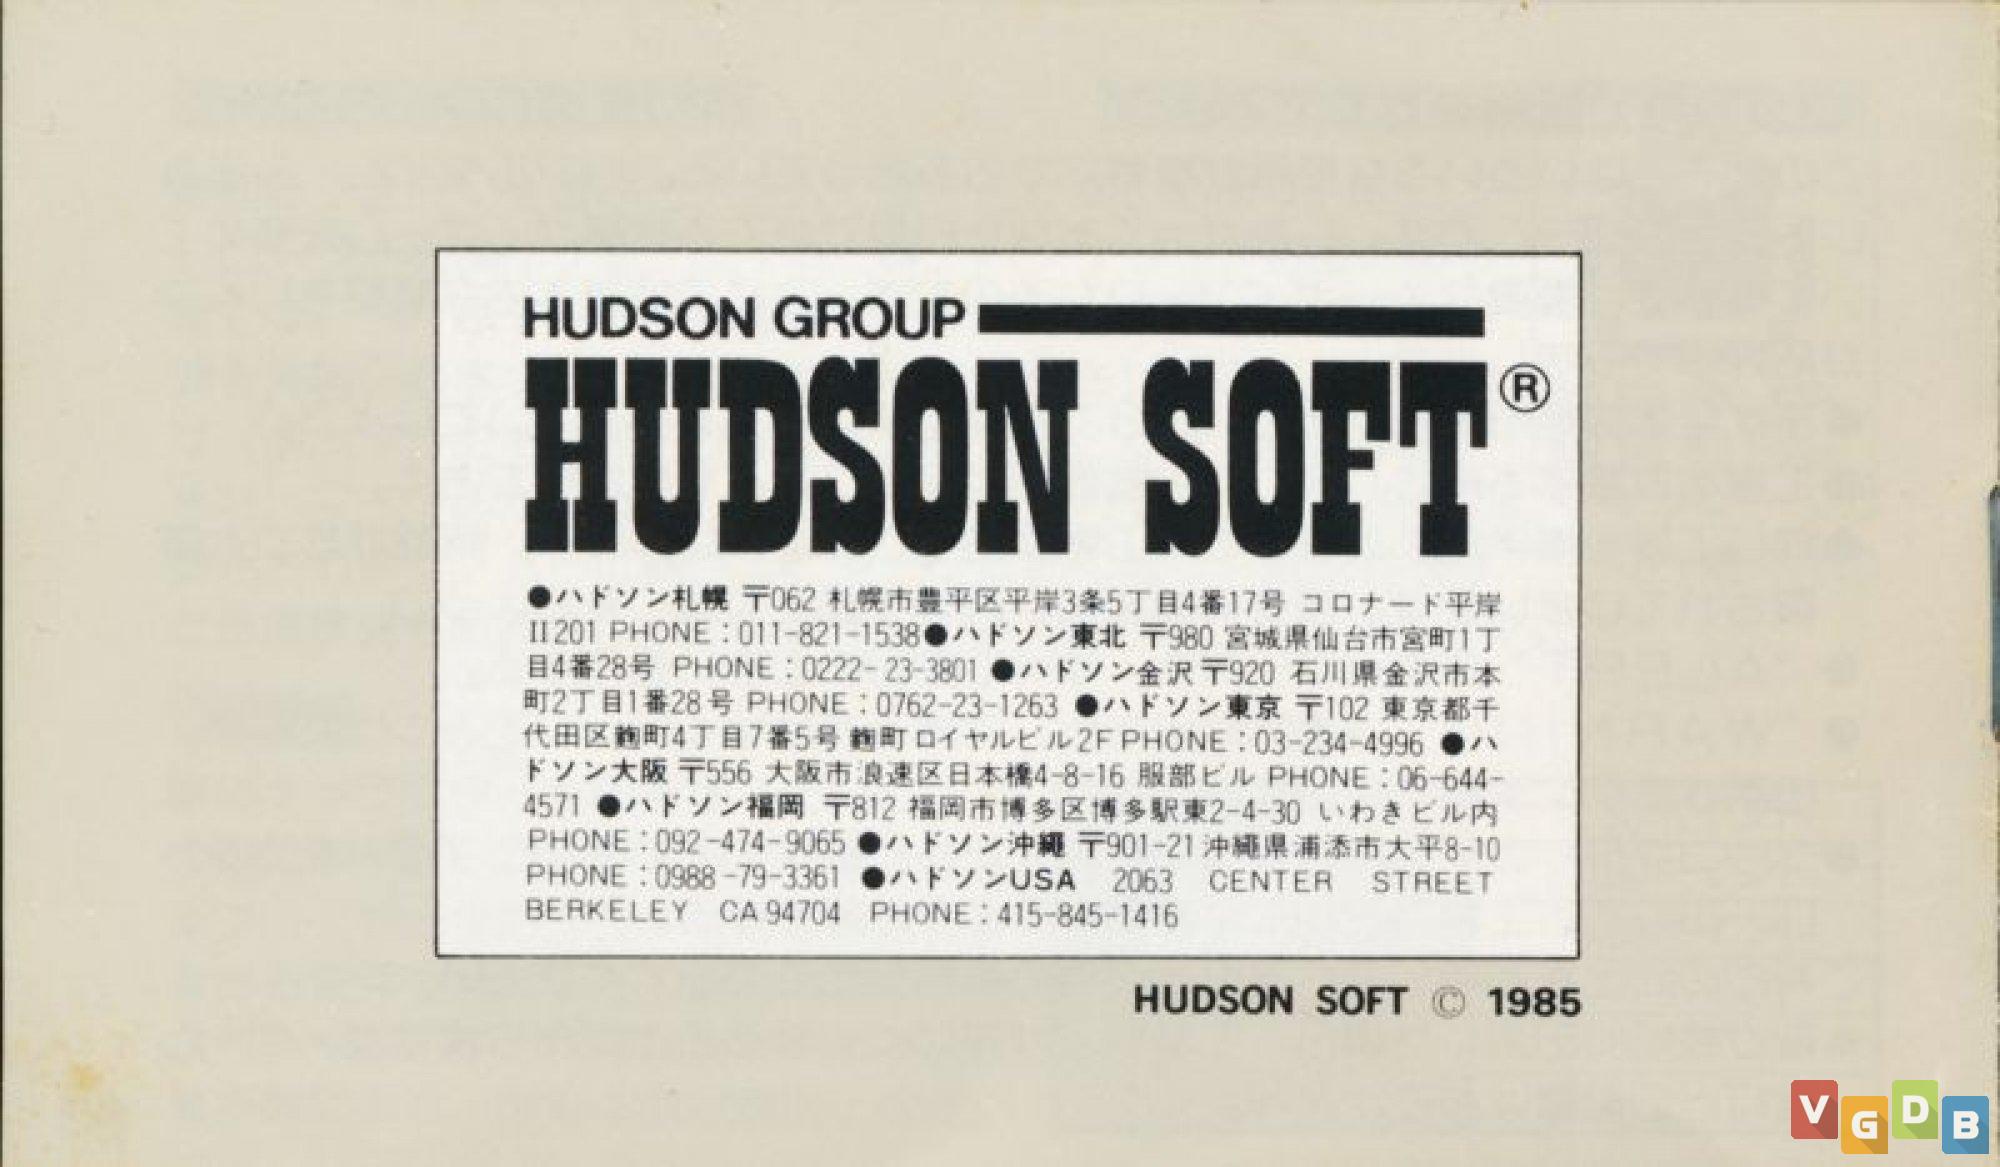 HUDSON GROUP
HUDSON SOFT®
●ハドソン札幌 〒062 札幌市豊平区平岸3条5丁目4番17号 コロナード平岸
II201 PHONE:011-821-1538●ハドソン東北 〒980 宮城県仙台市宮町1丁
目4番28号 PHONE:0222-23-3801 ●ハドソン金沢〒920 石川県金沢市本
町2丁目1番28号 PHONE:0762-23-1263 ●ハドソン東京 〒102 東京都千
代田区麹町4丁目7番5号 麹町ロイヤルビル2F PHONE:03-234-4996 ●ハ
ドソン大阪 〒556 大阪市浪速区日本橋4-8-16 服部ビル PHONE:06-644-
4571 ●ハドソン福岡 〒812 福岡市博多区博多駅東2-4-30 いわきビル内
PHONE:092-474-9065 ●ハドソン沖縄 〒901-21 沖縄県浦添市大平8-10
PHONE:0988-79-3361 ●ハドソンUSA 2063 CENTER STREET
BERKELEY CA 94704 PHONE:415-845-1416
HUDSON SOFT © 1985
VGDB